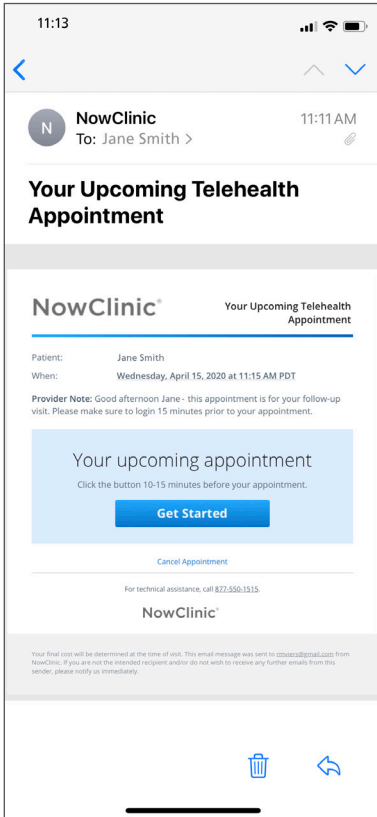 11:13
N
NowClinic
11:11 AM
To: Jane Smith >
Your Upcoming Telehealth
Appointment
NowClinic®
Your Upcoming Telehealth
Appointment
Patient: Jane Smith
When: Wednesday, April 15, 2020 at 11:15 AM PDT
Provider Note: Good afternoon Jane - this appointment is for your follow-up
visit. Please make sure to login 15 minutes prior to your appointment.
Your upcoming appointment
Click the button 10-15 minutes before your appointment.
Get Started
Cancel Appointment
For technical assistance, call 877-550-1515.
NowClinic®
Your final cost will be determined at the time of visit. This email message was sent to rmviers@gmail.com from
NowClinic. If you are not the intended recipient and/or do not wish to receive any further emails from this
sender, please notify us immediately.